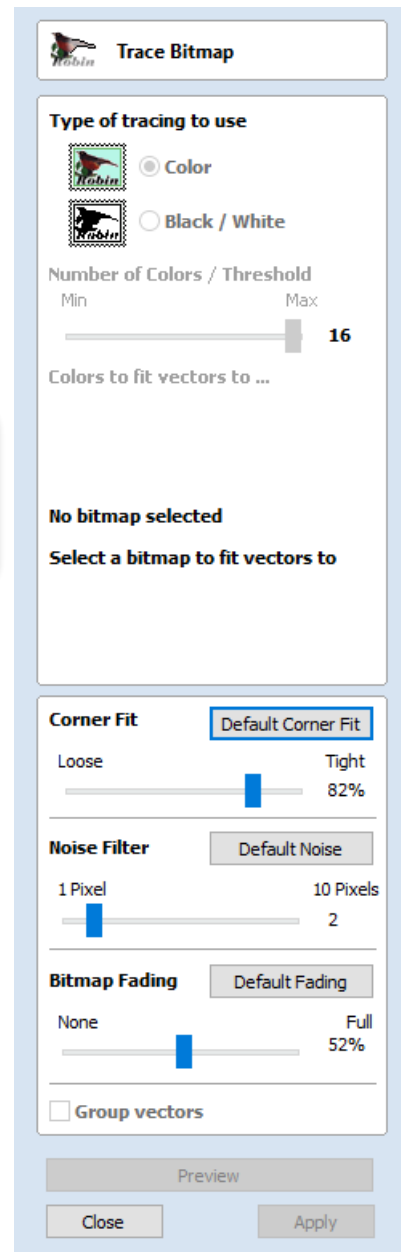 Robin Trace Bitmap
Type of tracing to use
Robin Color
Robin Black / White
Number of Colors / Threshold
Min Max
16
Colors to fit vectors to ...
No bitmap selected
Select a bitmap to fit vectors to
Corner Fit Default Corner Fit
Loose Tight
82%
Noise Filter Default Noise
1 Pixel 10 Pixels
2
Bitmap Fading Default Fading
None Full
52%
Group vectors
Preview
Close Apply